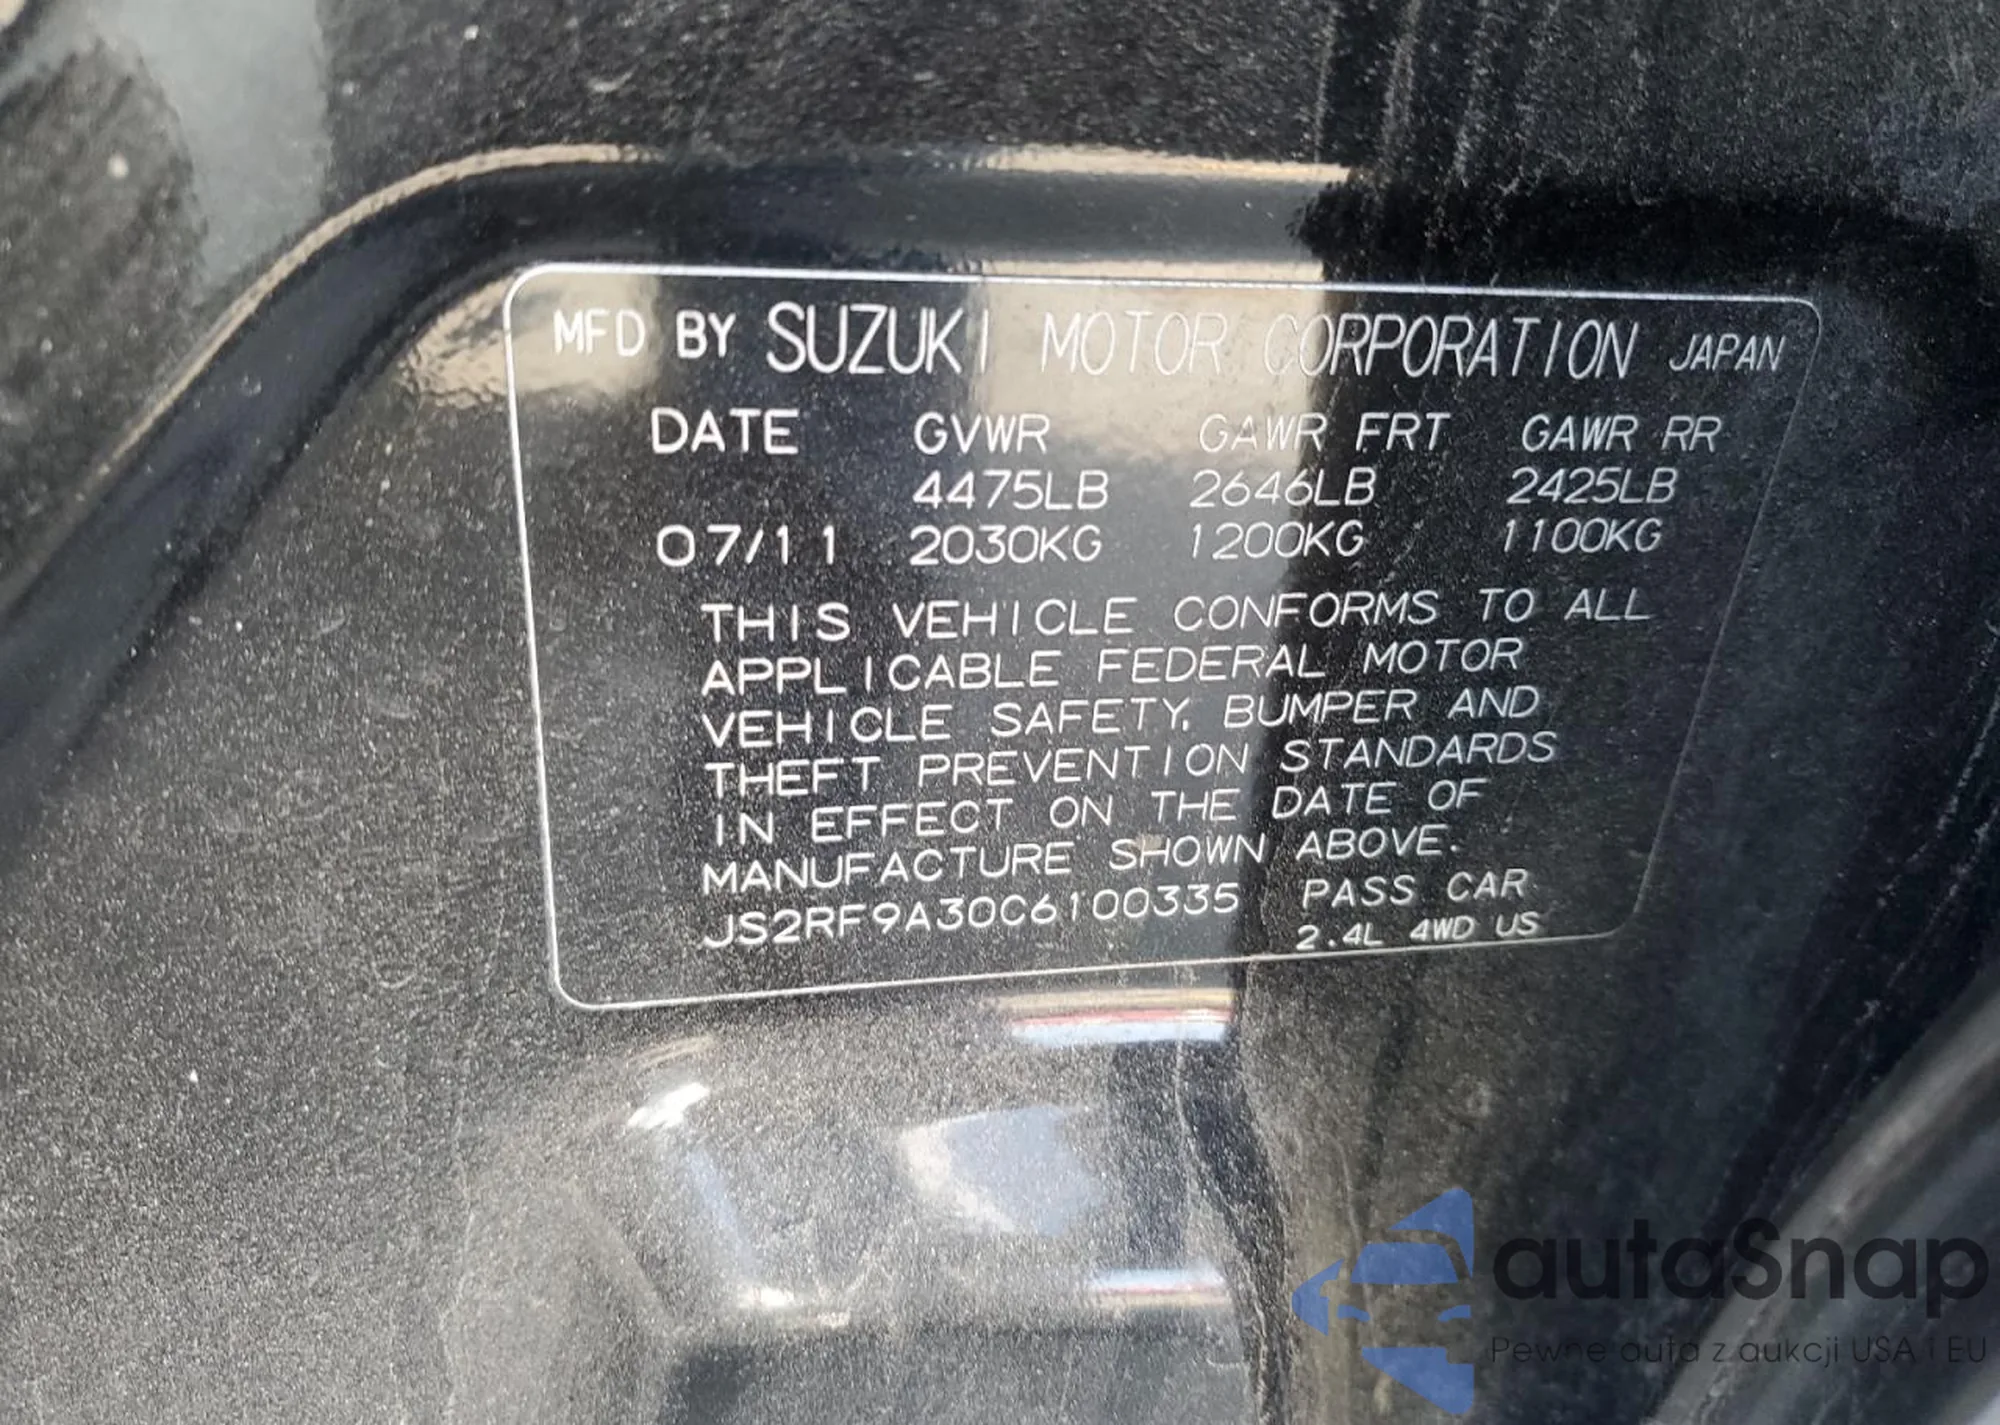 MFD BY SUZUKI MOTOR CORPORATION JAPAN
DATE GVWR GAWR FRT GAWR RR
4475LB 2646LB 2425LB
07/11 2030KG 1200KG 1100KG
THIS VEHICLE CONFORMS TO ALL
APPLICABLE FEDERAL MOTOR
VEHICLE SAFETY, BUMPER AND
THEFT PREVENTION STANDARDS
IN EFFECT ON THE DATE OF
MANUFACTURE SHOWN ABOVE.
JS2RF9A30C6100335 PASS CAR
2.4L 4WD US
autaSnap
Pewne auta z aukcji USA i EU